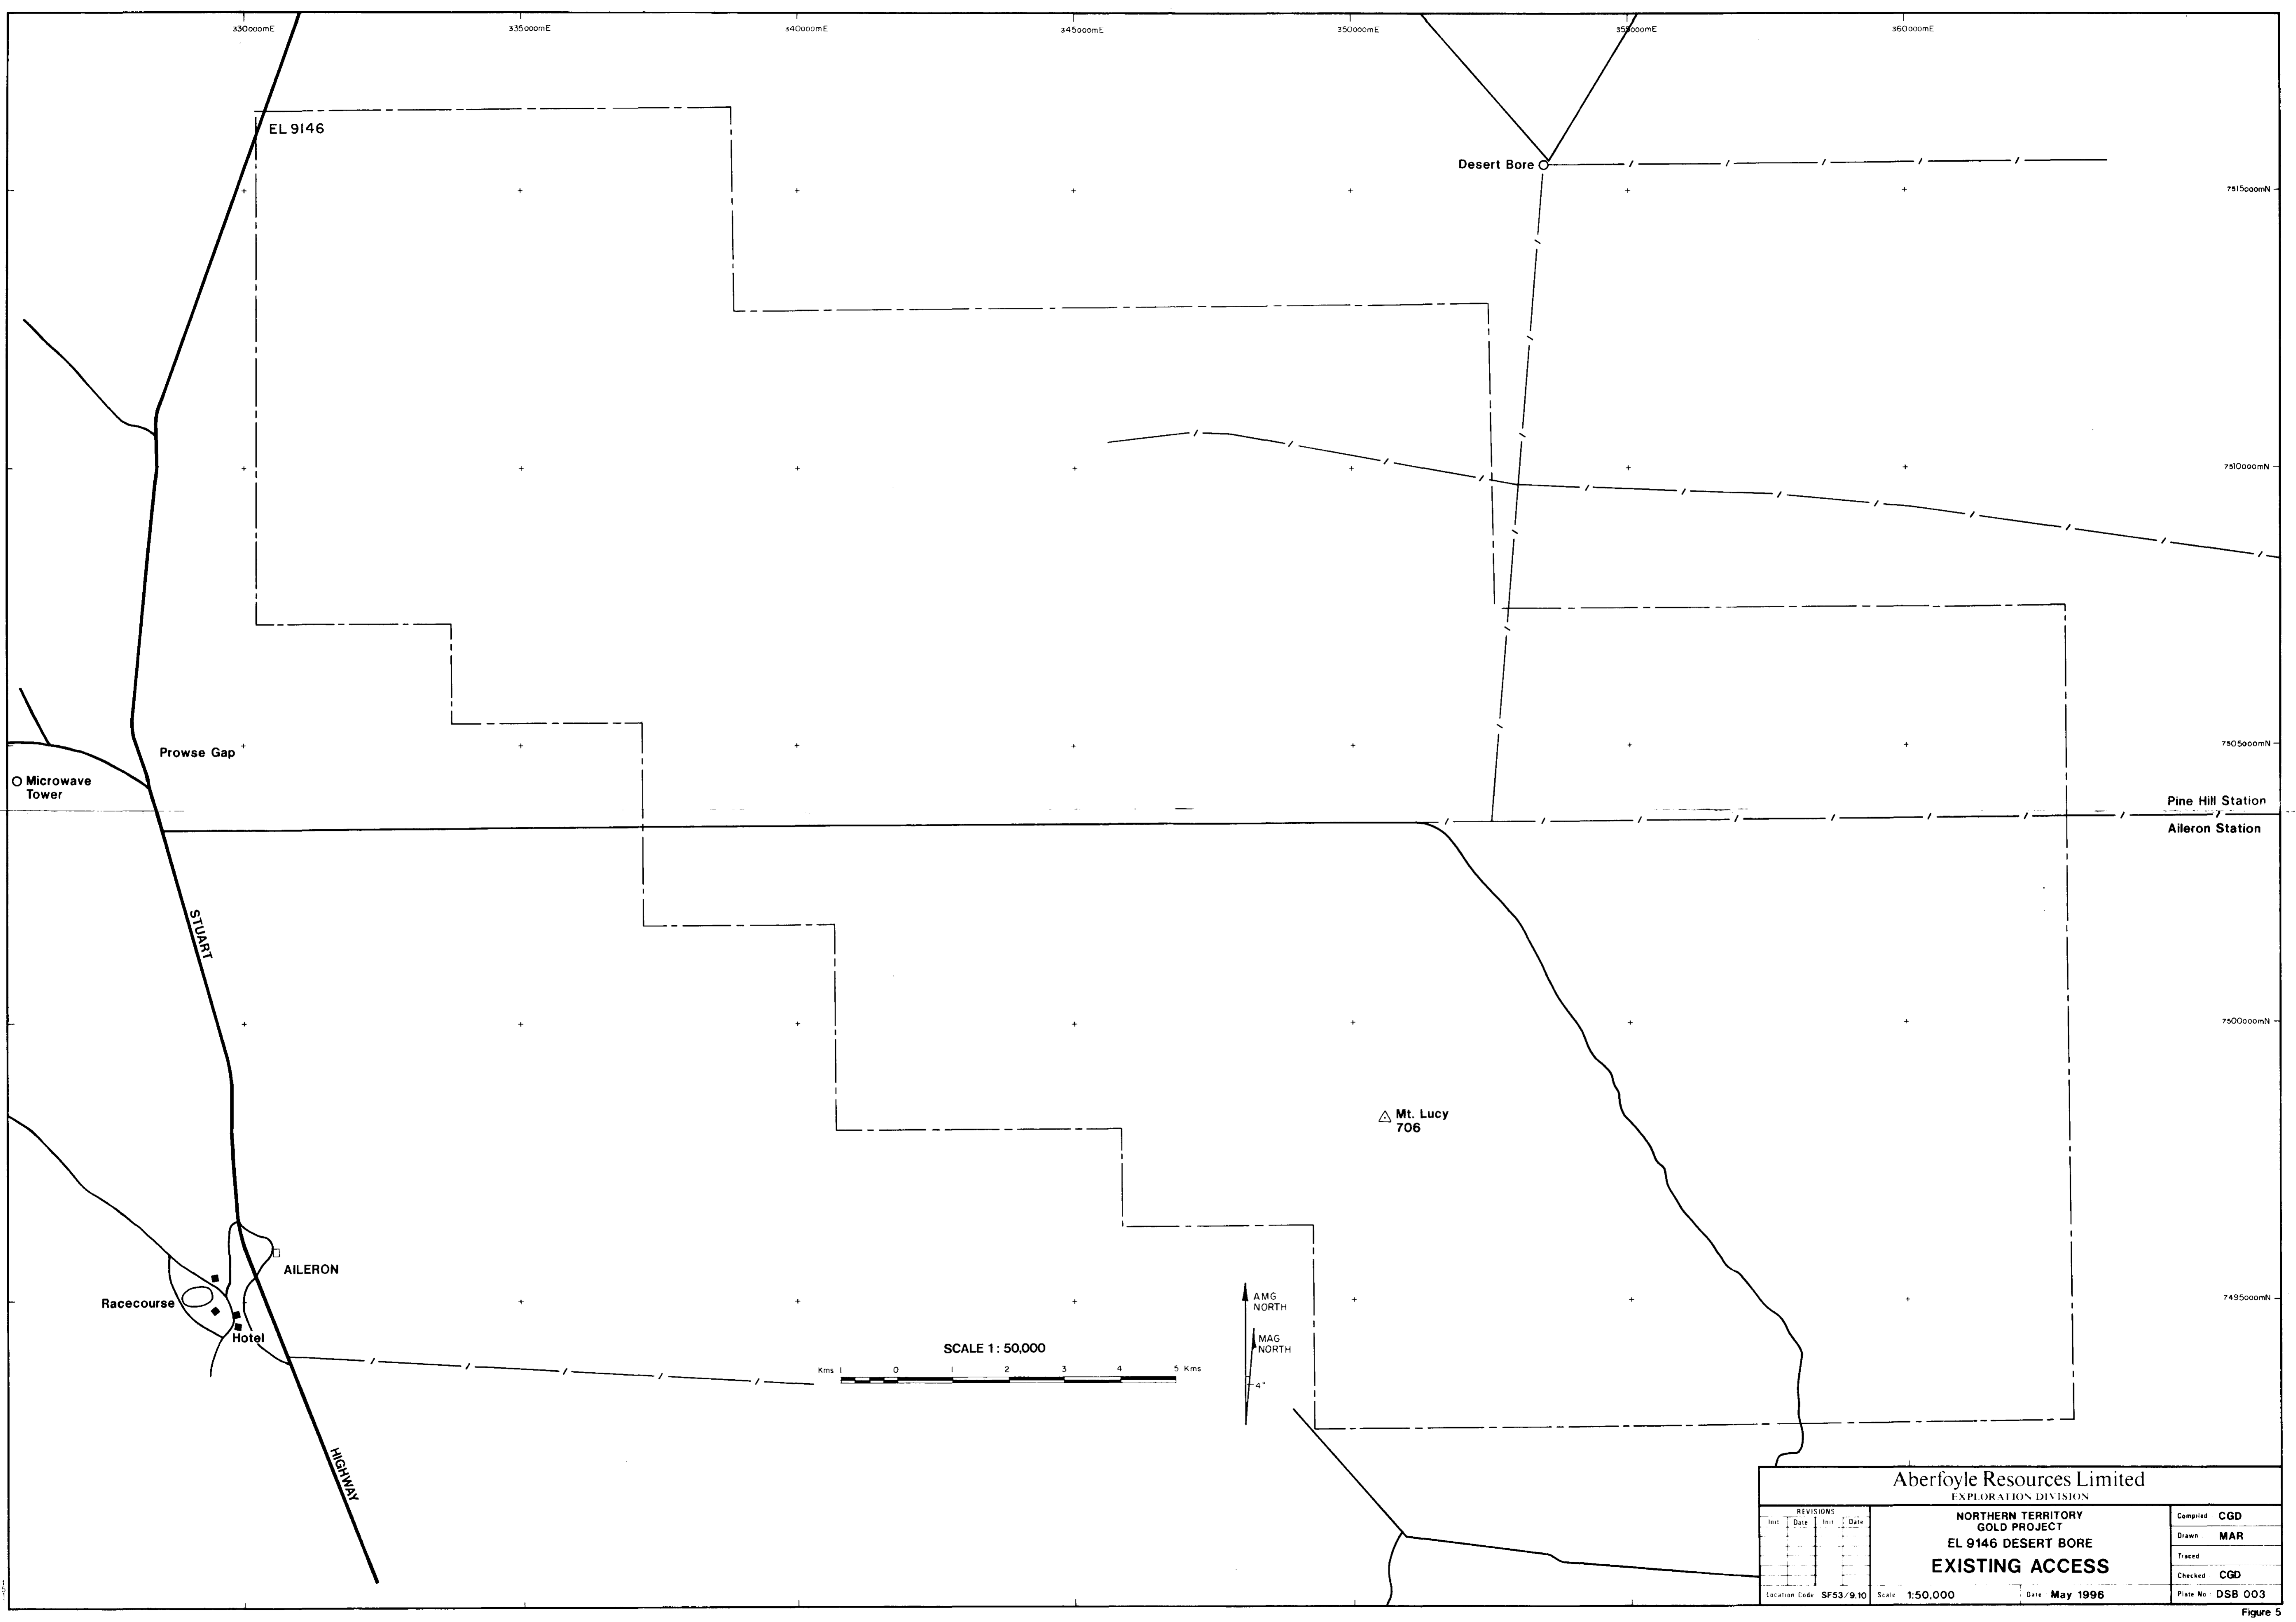 330000mE
335000mE
340000mE
345000mE
350000mE
355000mE
360000mE
EL 9146
Desert Bore
7515000mN
7510000mN
Prowse Gap
7505000mN
Microwave
Tower
Pine Hill Station
Aileron Station
STUART
7500000mN
Mt. Lucy
706
AILERON
Racecourse
Hotel
7495000mN
AMG
NORTH
MAG
NORTH
4°
SCALE 1 : 50,000
Kms 1 0 1 2 3 4 5 Kms
HIGHWAY
Aberfoyle Resources Limited
EXPLORATION DIVISION
REVISIONS
Init Date Init Date
NORTHERN TERRITORY
GOLD PROJECT
EL 9146 DESERT BORE
EXISTING ACCESS
Compiled CGD
Drawn MAR
Traced
Checked CGD
Location Code SF53/9.10 Scale 1:50,000 Date May 1996 Plate No DSB 003
Figure 5